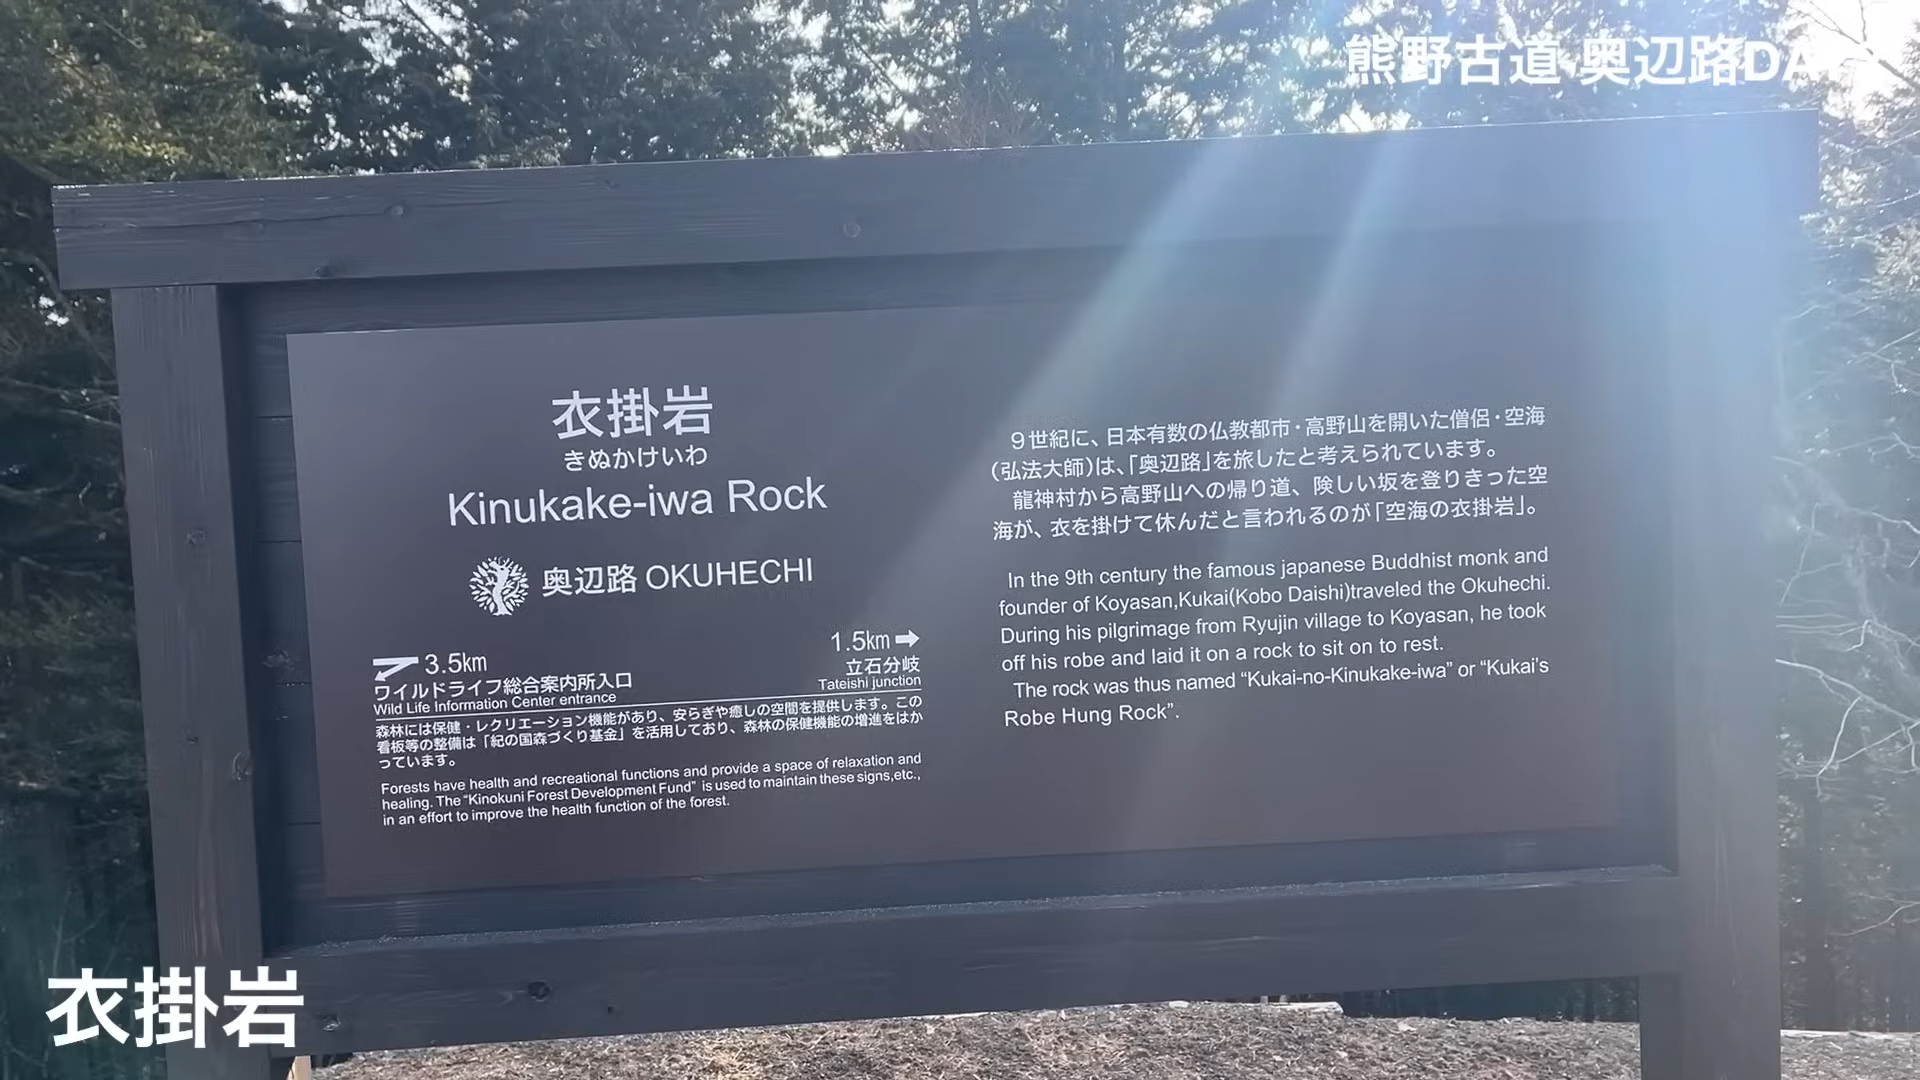 熊野古道 奥辺路DA
衣掛岩
きぬかけいわ
Kinukake-iwa Rock
奥辺路 OKUHECHI
3.5km
ワイルドライフ総合案内所入口
Wild Life Information Center entrance
1.5km
立石分岐
Tateishi junction
森林には保健・レクリエーション機能があり、安らぎや癒しの空間を提供します。この
看板等の整備は「紀の国森づくり基金」を活用しており、森林の保健機能の増進をはか
っています。
Forests have health and recreational functions and provide a space of relaxation and
healing. The “Kinokuni Forest Development Fund” is used to maintain these signs,etc.,
in an effort to improve the health function of the forest.
９世紀に、日本有数の仏教都市・高野山を開いた僧侶・空海
（弘法大師）は、「奥辺路」を旅したと考えられています。
龍神村から高野山への帰り道、険しい坂を登りきった空
海が、衣を掛けて休んだと言われるのが「空海の衣掛岩」。
In the 9th century the famous japanese Buddhist monk and
founder of Koyasan,Kukai(Kobo Daishi)traveled the Okuhechi.
During his pilgrimage from Ryujin village to Koyasan, he took
off his robe and laid it on a rock to sit on to rest.
The rock was thus named “Kukai-no-Kinukake-iwa” or “Kukai’s
Robe Hung Rock”.
衣掛岩